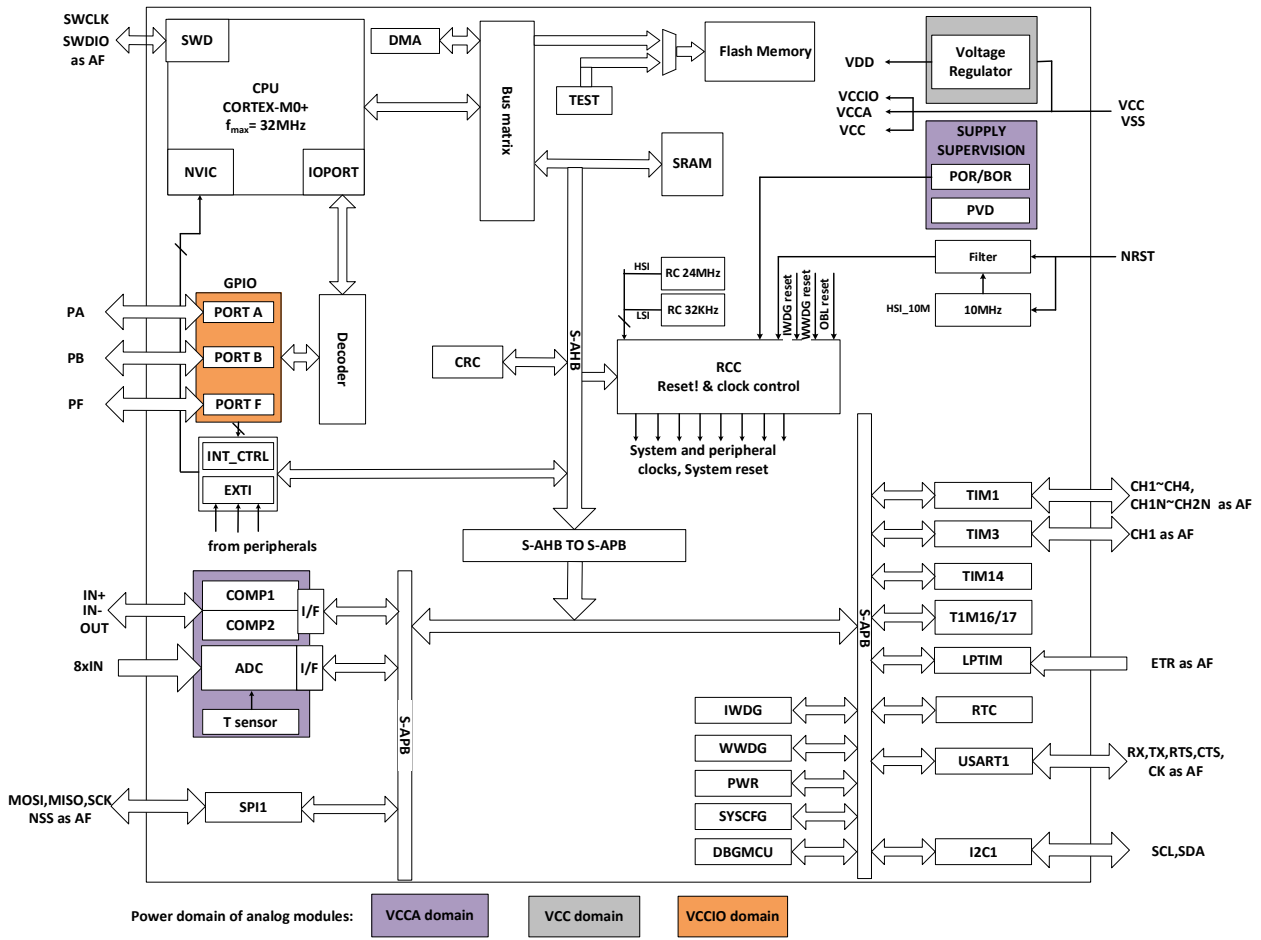 SWCLK
SWDIO
as AF
SWD
CPU
CORTEX-M0+
fmax= 32MHz
NVIC
IOPORT
DMA
Bus matrix
TEST
Flash Memory
SRAM
VDD
VCCIO
VCCA
VCC
Voltage
Regulator
VCC
VSS
SUPPLY
SUPERVISION
POR/BOR
PVD
Filter
NRST
HSI_10M
10MHz
HSI
RC 24MHz
LSI
RC 32KHz
IWDG reset
WWDG reset
OBL reset
GPIO
PA
PORT A
PB
PORT B
PF
PORT F
Decoder
CRC
S-AHB
RCC
Reset! & clock control
System and peripheral
clocks, System reset
INT_CTRL
EXTI
from peripherals
S-AHB TO S-APB
IN+
IN-
OUT
COMP1
COMP2
I/F
8xIN
ADC
I/F
T sensor
S-APB
MOSI,MISO,SCK
NSS as AF
SPI1
S-APB
TIM1
CH1~CH4,
CH1N~CH2N as AF
TIM3
CH1 as AF
TIM14
T1M16/17
LPTIM
ETR as AF
IWDG
RTC
WWDG
USART1
RX,TX,RTS,CTS,
CK as AF
PWR
SYSCFG
DBGMCU
I2C1
SCL,SDA
Power domain of analog modules:
VCCA domain
VCC domain
VCCIO domain